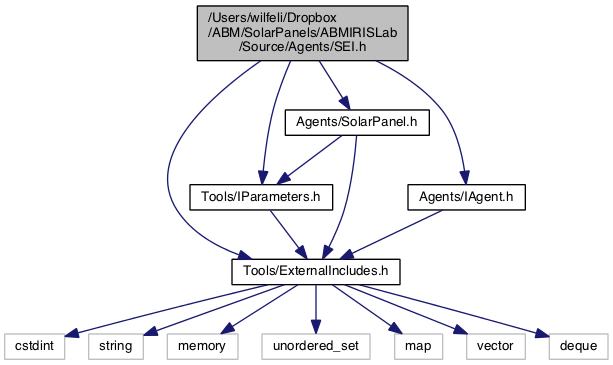 /Users/wilfeli/Dropbox
/ABM/SolarPanels/ABMIRISLab
/Source/Agents/SEI.h
Agents/SolarPanel.h
Tools/IParameters.h
Agents/IAgent.h
Tools/ExternalIncludes.h
cstdint
string
memory
unordered_set
map
vector
deque